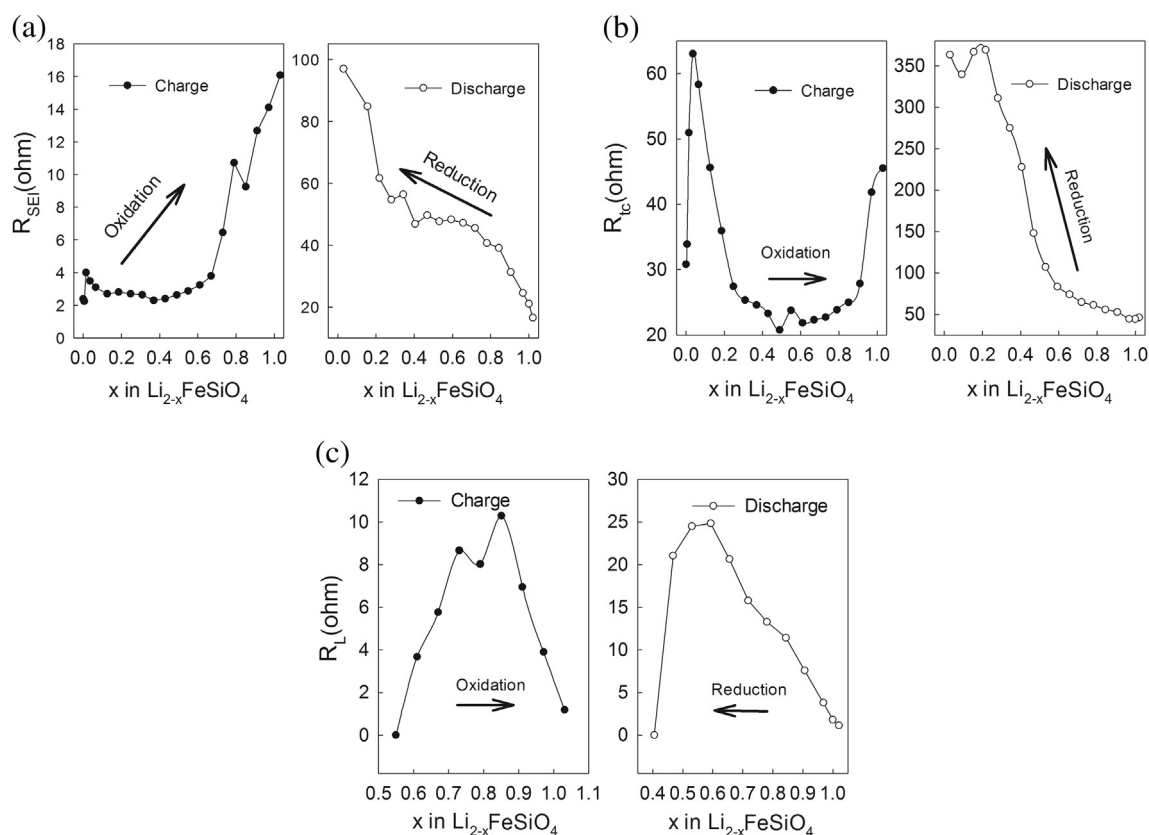 (a)
18
16
14
12
10
8
6
4
2
0
R_SEI(ohm)
Charge
Oxidation
0.0 0.2 0.4 0.6 0.8 1.0
x in Li2-xFeSiO4
100
80
60
40
20
Discharge
Reduction
0.0 0.2 0.4 0.6 0.8 1.0
x in Li2-xFeSiO4
(b)
60
50
40
30
20
R_tc(ohm)
Charge
Oxidation
0.0 0.2 0.4 0.6 0.8 1.0
x in Li2-xFeSiO4
350
300
250
200
150
100
50
Discharge
Reduction
0.0 0.2 0.4 0.6 0.8 1.0
x in Li2-xFeSiO4
(c)
12
10
8
6
4
2
0
R_L(ohm)
Charge
Oxidation
0.5 0.6 0.7 0.8 0.9 1.0 1.1
x in Li2-xFeSiO4
30
25
20
15
10
5
0
Discharge
Reduction
0.4 0.5 0.6 0.7 0.8 0.9 1.0
x in Li2-xFeSiO4